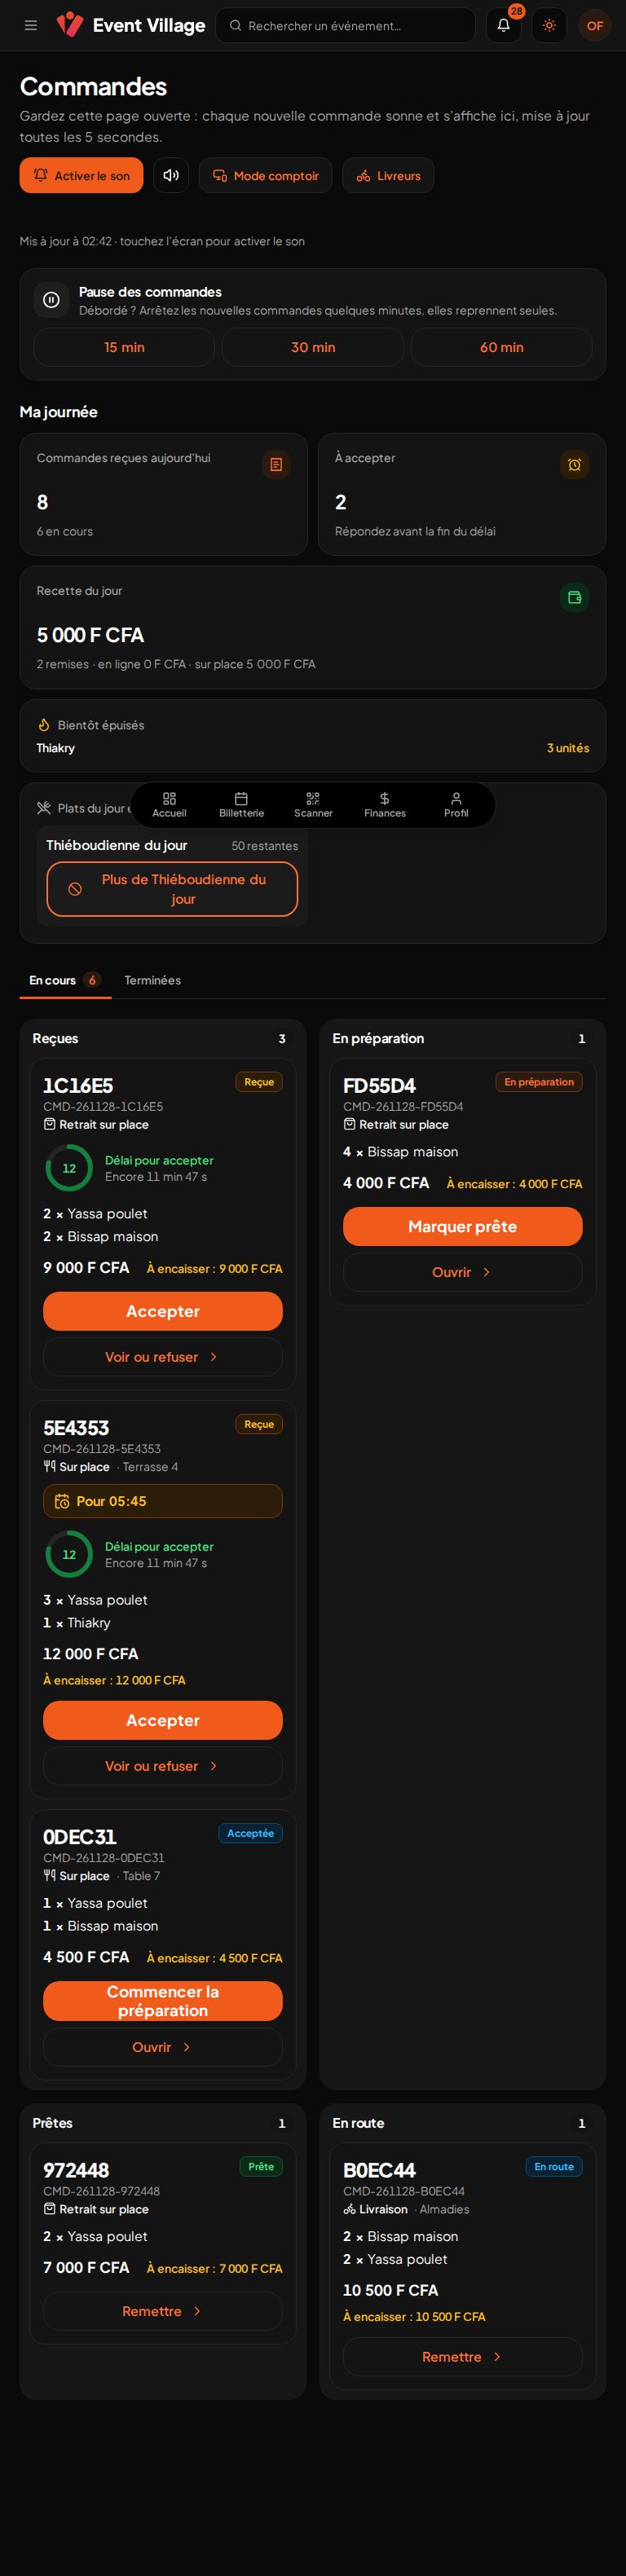 Event Village
Rechercher un événement...
28
OF
Commandes
Gardez cette page ouverte : chaque nouvelle commande sonne et s'affiche ici, mise à jour
toutes les 5 secondes.
Activer le son
Mode comptoir
Livreurs
Mis à jour à 02:42 · touchez l'écran pour activer le son
Pause des commandes
Débordé ? Arrêtez les nouvelles commandes quelques minutes, elles reprennent seules.
15 min
30 min
60 min
Ma journée
Commandes reçues aujourd'hui
8
6 en cours
À accepter
2
Répondez avant la fin du délai
Recette du jour
5 000 F CFA
2 remises · en ligne 0 F CFA · sur place 5 000 F CFA
Bientôt épuisés
Thiakry
3 unités
Plats du jour
Accueil
Billetterie
Scanner
Finances
Profil
Thiéboudienne du jour
50 restantes
Plus de Thiéboudienne du
jour
En cours 6
Terminées
Reçues 3
1C16E5
Reçue
CMD-261128-1C16E5
Retrait sur place
12
Délai pour accepter
Encore 11 min 47 s
2 × Yassa poulet
2 × Bissap maison
9 000 F CFA
À encaisser : 9 000 F CFA
Accepter
Voir ou refuser
5E4353
Reçue
CMD-261128-5E4353
Sur place · Terrasse 4
Pour 05:45
12
Délai pour accepter
Encore 11 min 47 s
3 × Yassa poulet
1 × Thiakry
12 000 F CFA
À encaisser : 12 000 F CFA
Accepter
Voir ou refuser
0DEC31
Acceptée
CMD-261128-0DEC31
Sur place · Table 7
1 × Yassa poulet
1 × Bissap maison
4 500 F CFA
À encaisser : 4 500 F CFA
Commencer la
préparation
Ouvrir
En préparation 1
FD55D4
En préparation
CMD-261128-FD55D4
Retrait sur place
4 × Bissap maison
4 000 F CFA
À encaisser : 4 000 F CFA
Marquer prête
Ouvrir
Prêtes 1
972448
Prête
CMD-261128-972448
Retrait sur place
2 × Yassa poulet
7 000 F CFA
À encaisser : 7 000 F CFA
Remettre
En route 1
B0EC44
En route
CMD-261128-B0EC44
Livraison · Almadies
2 × Bissap maison
2 × Yassa poulet
10 500 F CFA
À encaisser : 10 500 F CFA
Remettre